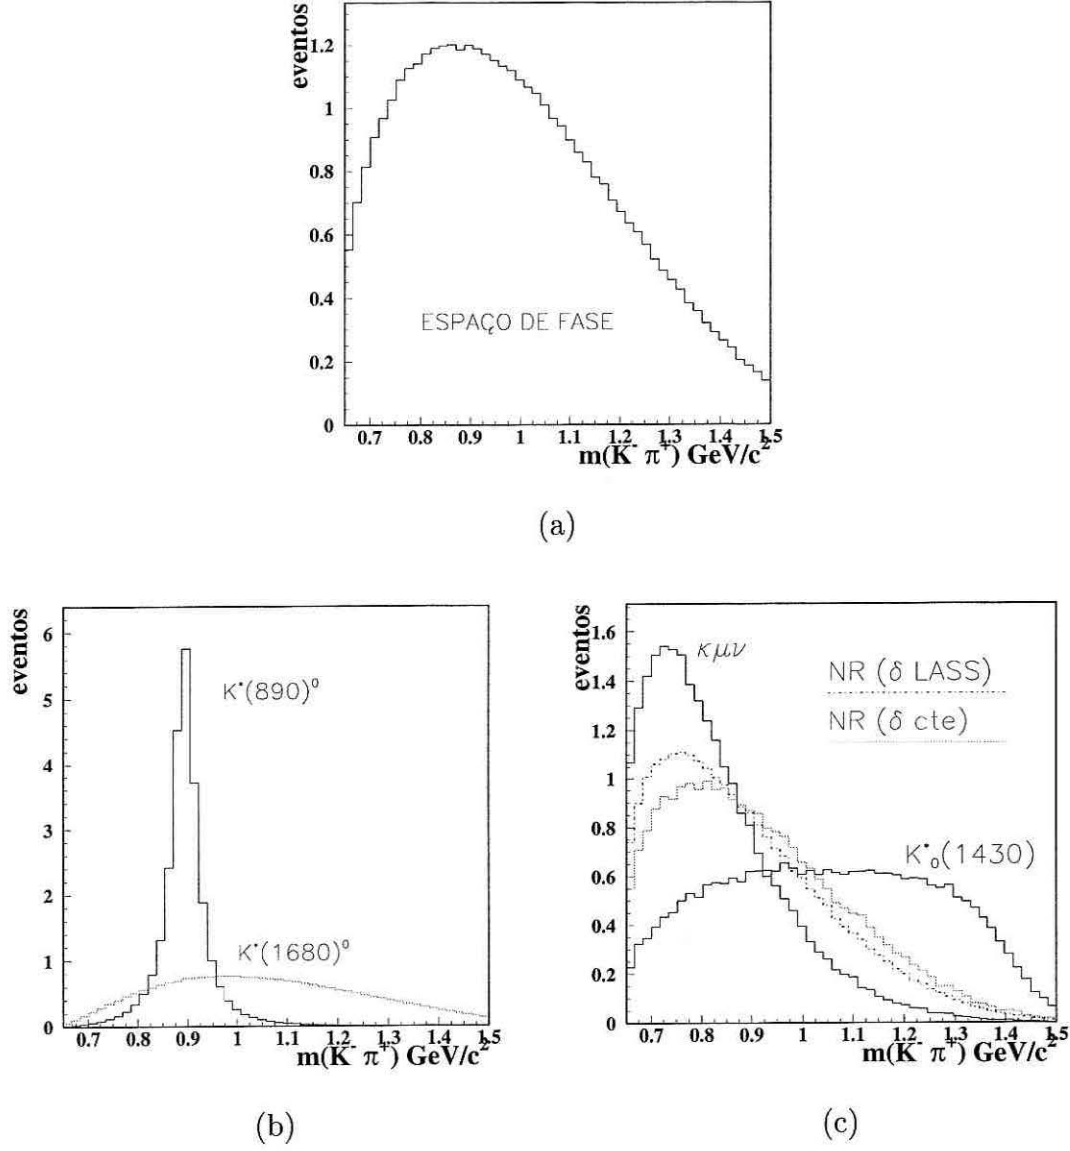 eventos
1.2
1
0.8
0.6
0.4
0.2
0
ESPAÇO DE FASE
0.7 0.8 0.9 1 1.1 1.2 1.3 1.4 1.5
m(K⁻ π⁺) GeV/c²
(a)
eventos
6
5
4
3
2
1
0
K*(890)⁰
K*(1680)⁰
0.7 0.8 0.9 1 1.1 1.2 1.3 1.4 1.5
m(K⁻ π⁺) GeV/c²
(b)
eventos
1.6
1.4
1.2
1
0.8
0.6
0.4
0.2
0
κμν
NR (δ LASS)
NR (δ cte)
K*₀(1430)
0.7 0.8 0.9 1 1.1 1.2 1.3 1.4 1.5
m(K⁻ π⁺) GeV/c²
(c)